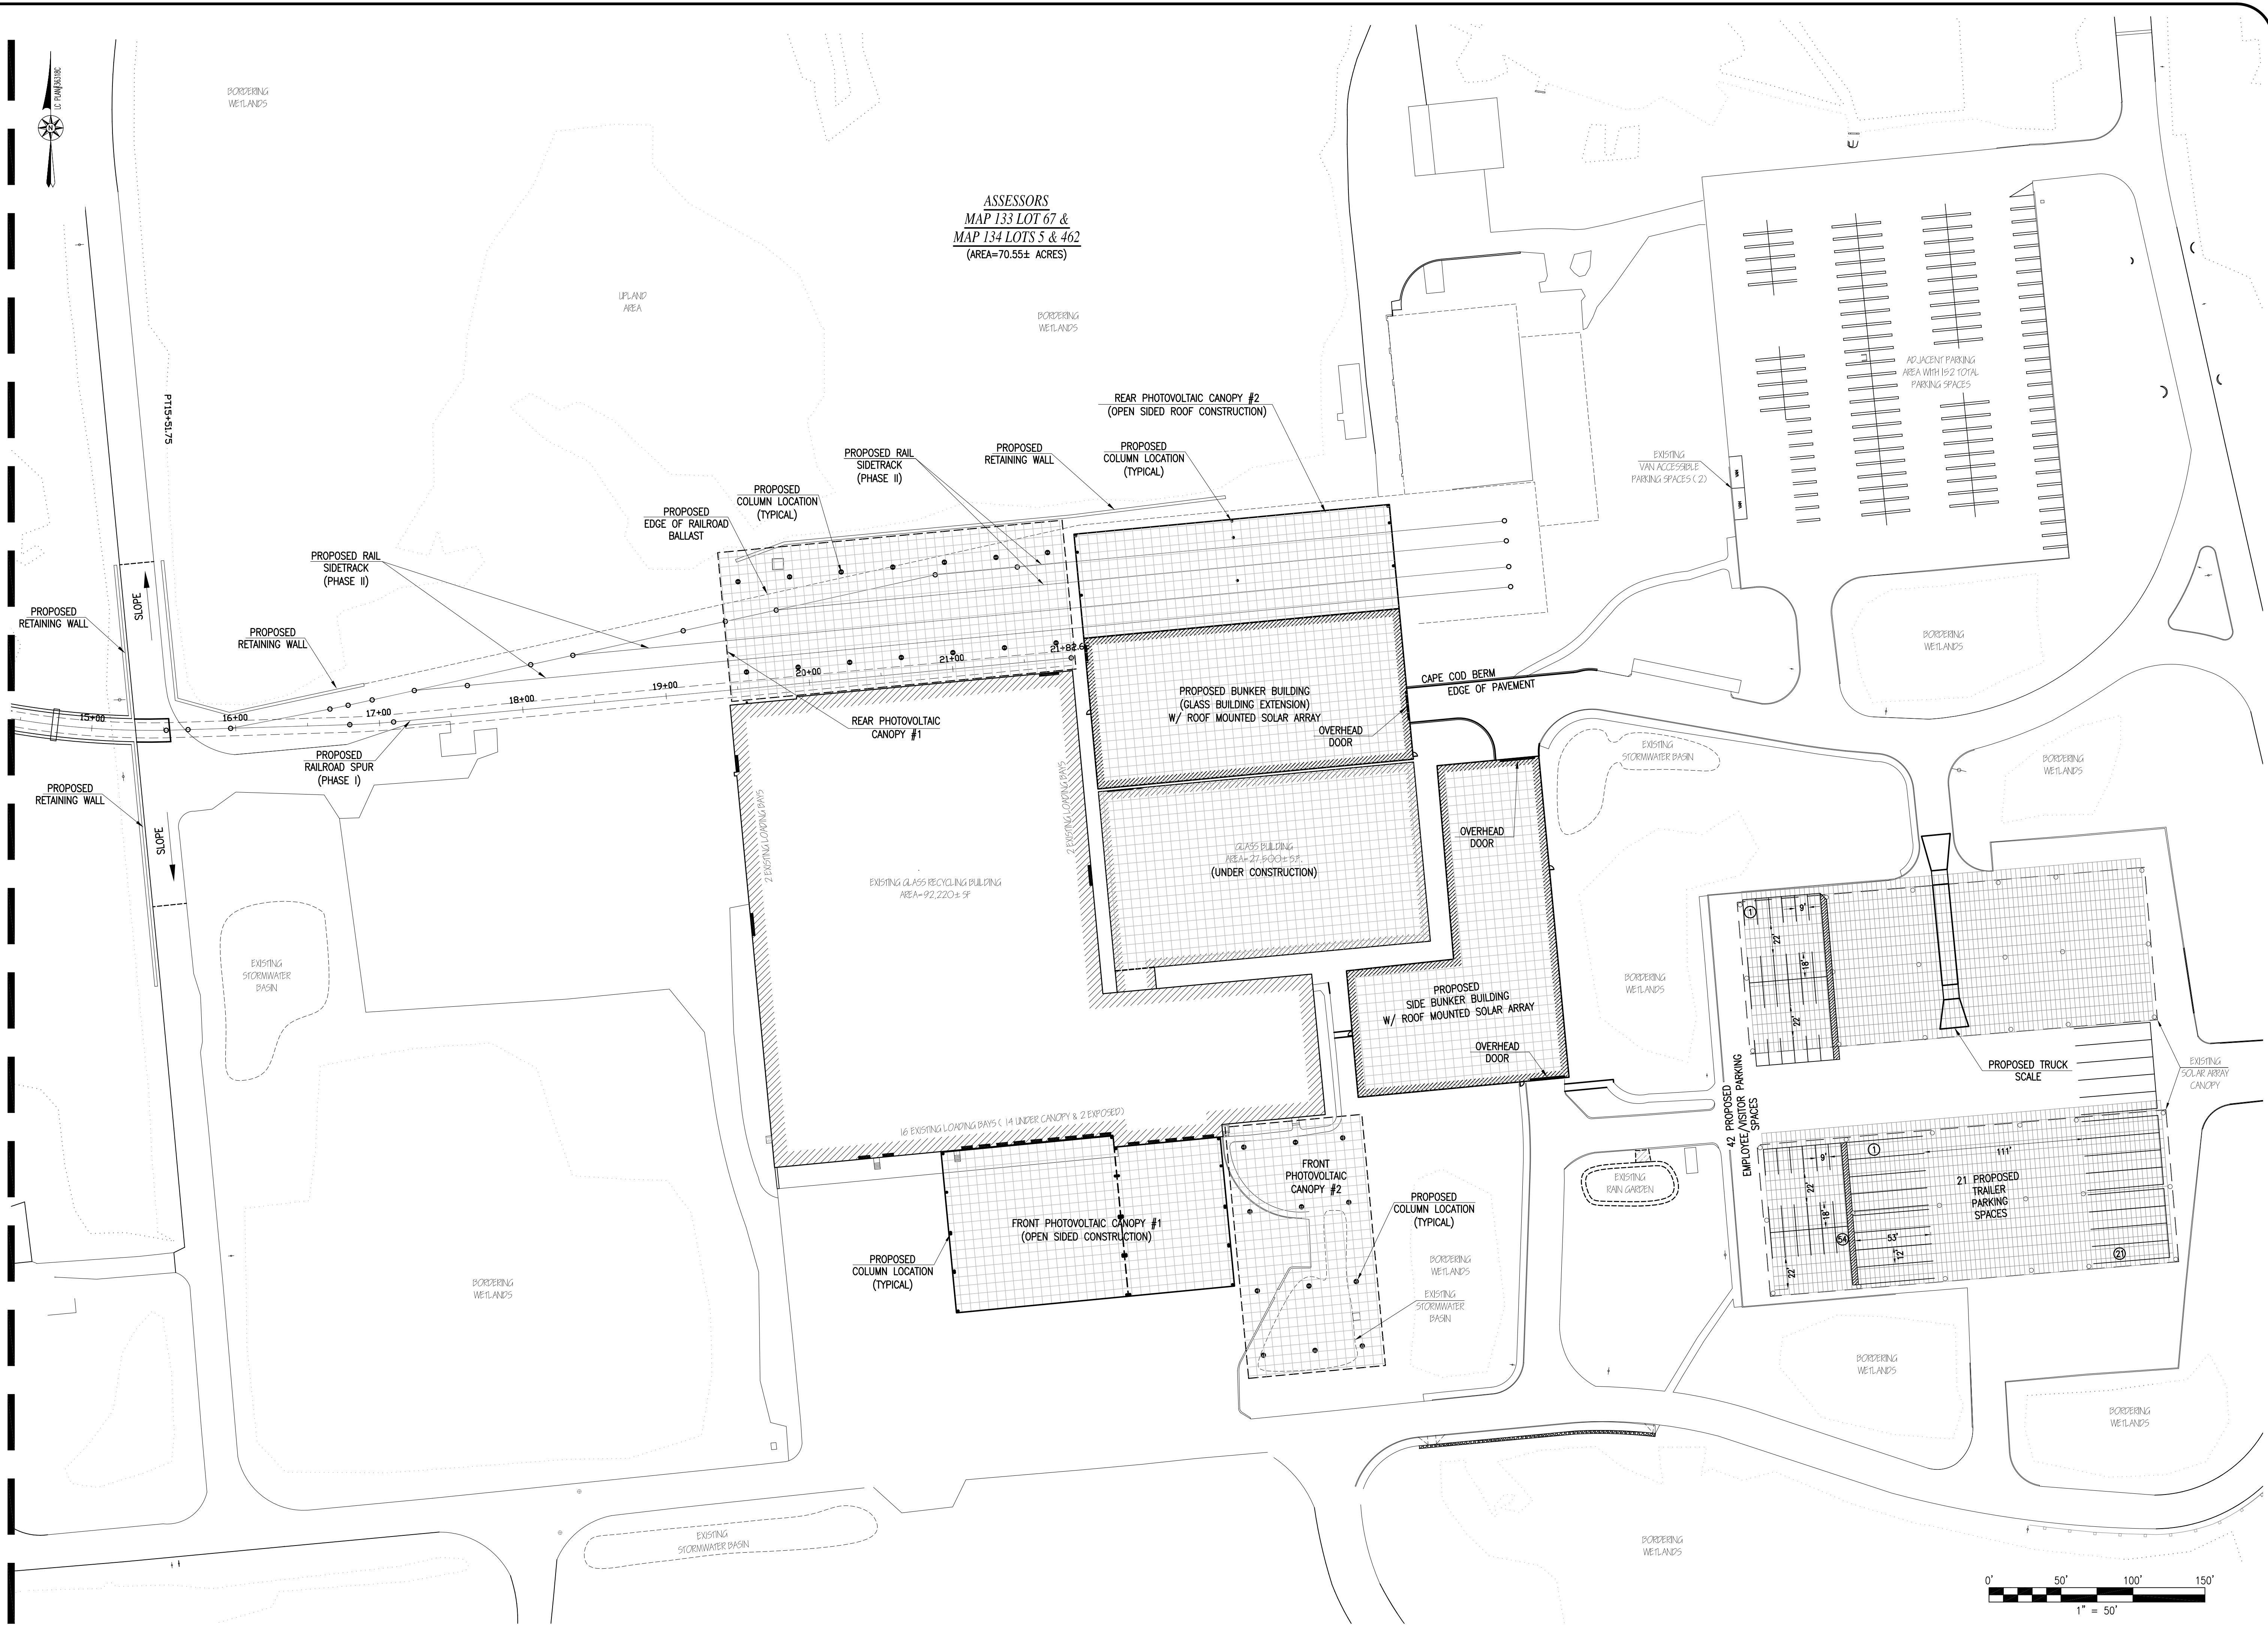 LC PLAN#36318C
N
BORDERING
WETLANDS
ASSESSORS
MAP 133 LOT 67 &
MAP 134 LOTS 5 & 462
(AREA=70.55± ACRES)
UPLAND
AREA
BORDERING
WETLANDS
ADJACENT PARKING
AREA WITH 152 TOTAL
PARKING SPACES
EXISTING
VAN ACCESSIBLE
PARKING SPACES (2)
PT15+51.75
REAR PHOTOVOLTAIC CANOPY #2
(OPEN SIDED ROOF CONSTRUCTION)
PROPOSED RAIL
SIDETRACK
(PHASE II)
PROPOSED
RETAINING WALL
PROPOSED
COLUMN LOCATION
(TYPICAL)
PROPOSED
COLUMN LOCATION
(TYPICAL)
PROPOSED
EDGE OF RAILROAD
BALLAST
PROPOSED RAIL
SIDETRACK
(PHASE II)
PROPOSED
RETAINING WALL
SLOPE
PROPOSED
RETAINING WALL
15+00
16+00
17+00
18+00
19+00
20+00
21+00
21+82.6
PROPOSED
RAILROAD SPUR
(PHASE I)
PROPOSED
RETAINING WALL
SLOPE
REAR PHOTOVOLTAIC
CANOPY #1
PROPOSED BUNKER BUILDING
(GLASS BUILDING EXTENSION)
W/ ROOF MOUNTED SOLAR ARRAY
OVERHEAD
DOOR
CAPE COD BERM
EDGE OF PAVEMENT
BORDERING
WETLANDS
EXISTING
STORMWATER BASIN
BORDERING
WETLANDS
2 EXISTING LOADING BAYS
2 EXISTING LOADING BAYS
EXISTING GLASS RECYCLING BUILDING
AREA=92,220± SF
GLASS BUILDING
AREA=27,500± S.F.
(UNDER CONSTRUCTION)
OVERHEAD
DOOR
EXISTING
STORMWATER
BASIN
BORDERING
WETLANDS
PROPOSED
SIDE BUNKER BUILDING
W/ ROOF MOUNTED SOLAR ARRAY
OVERHEAD
DOOR
1
9'
22'
18'
22'
PROPOSED TRUCK
SCALE
EXISTING
SOLAR ARRAY
CANOPY
42 PROPOSED
EMPLOYEE/VISITOR PARKING
SPACES
16 EXISTING LOADING BAYS ( 14 UNDER CANOPY & 2 EXPOSED)
FRONT
PHOTOVOLTAIC
CANOPY #2
EXISTING
RAIN GARDEN
1
9'
22'
18'
22'
54
53'
12'
111'
21 PROPOSED
TRAILER
PARKING
SPACES
21
FRONT PHOTOVOLTAIC CANOPY #1
(OPEN SIDED CONSTRUCTION)
PROPOSED
COLUMN LOCATION
(TYPICAL)
PROPOSED
COLUMN LOCATION
(TYPICAL)
BORDERING
WETLANDS
EXISTING
STORMWATER
BASIN
BORDERING
WETLANDS
BORDERING
WETLANDS
BORDERING
WETLANDS
EXISTING
STORMWATER BASIN
BORDERING
WETLANDS
0' 50' 100' 150'
1" = 50'